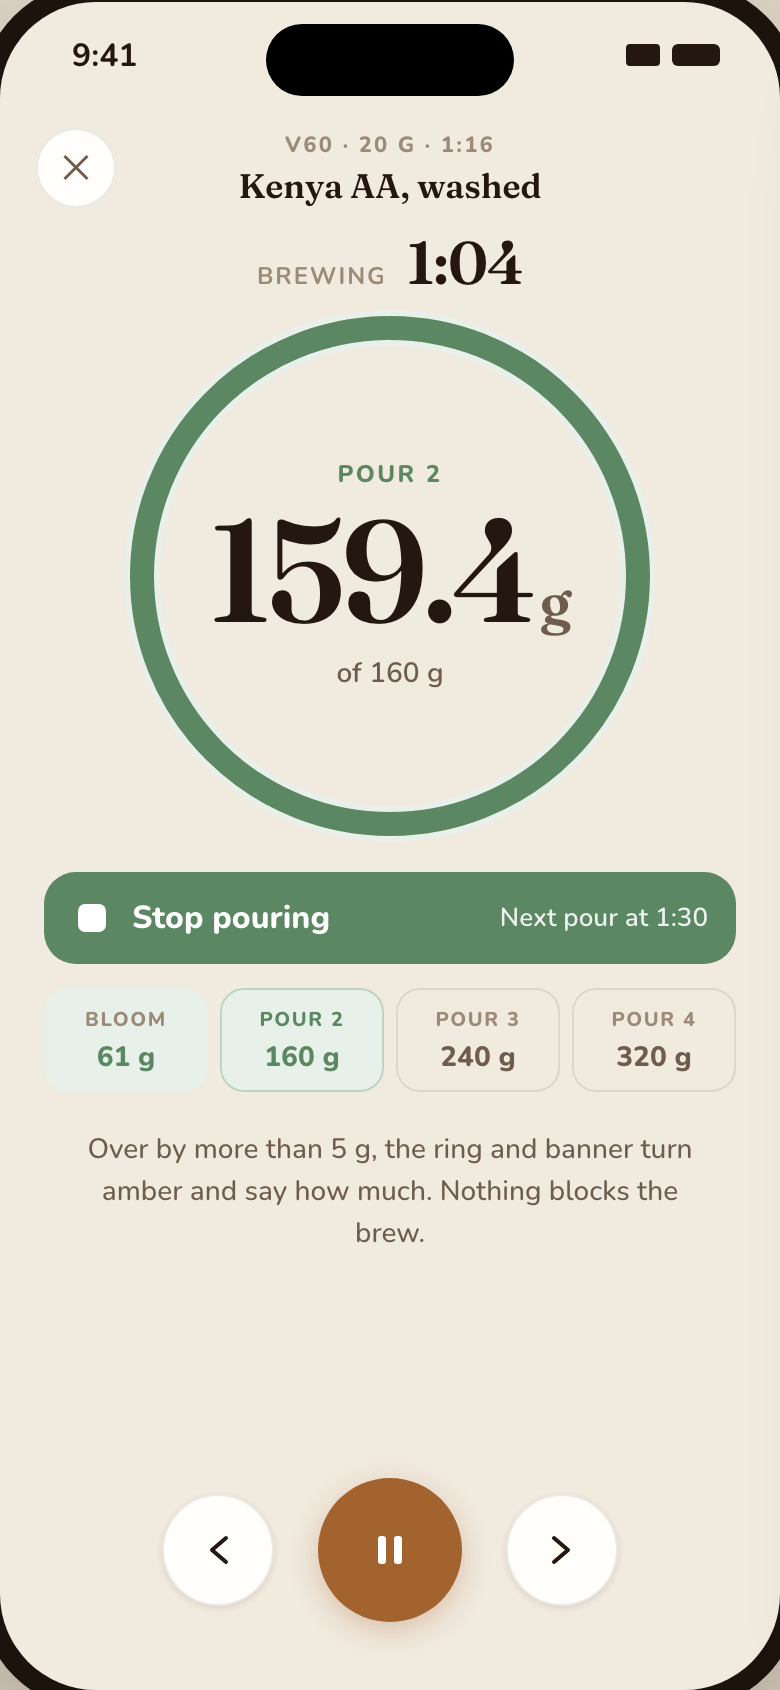 9:41
V60 · 20 G · 1:16
Kenya AA, washed
BREWING 1:04
POUR 2
159.4 g
of 160 g
Stop pouring Next pour at 1:30
BLOOM POUR 2 POUR 3 POUR 4
61 g 160 g 240 g 320 g
Over by more than 5 g, the ring and banner turn
amber and say how much. Nothing blocks the
brew.